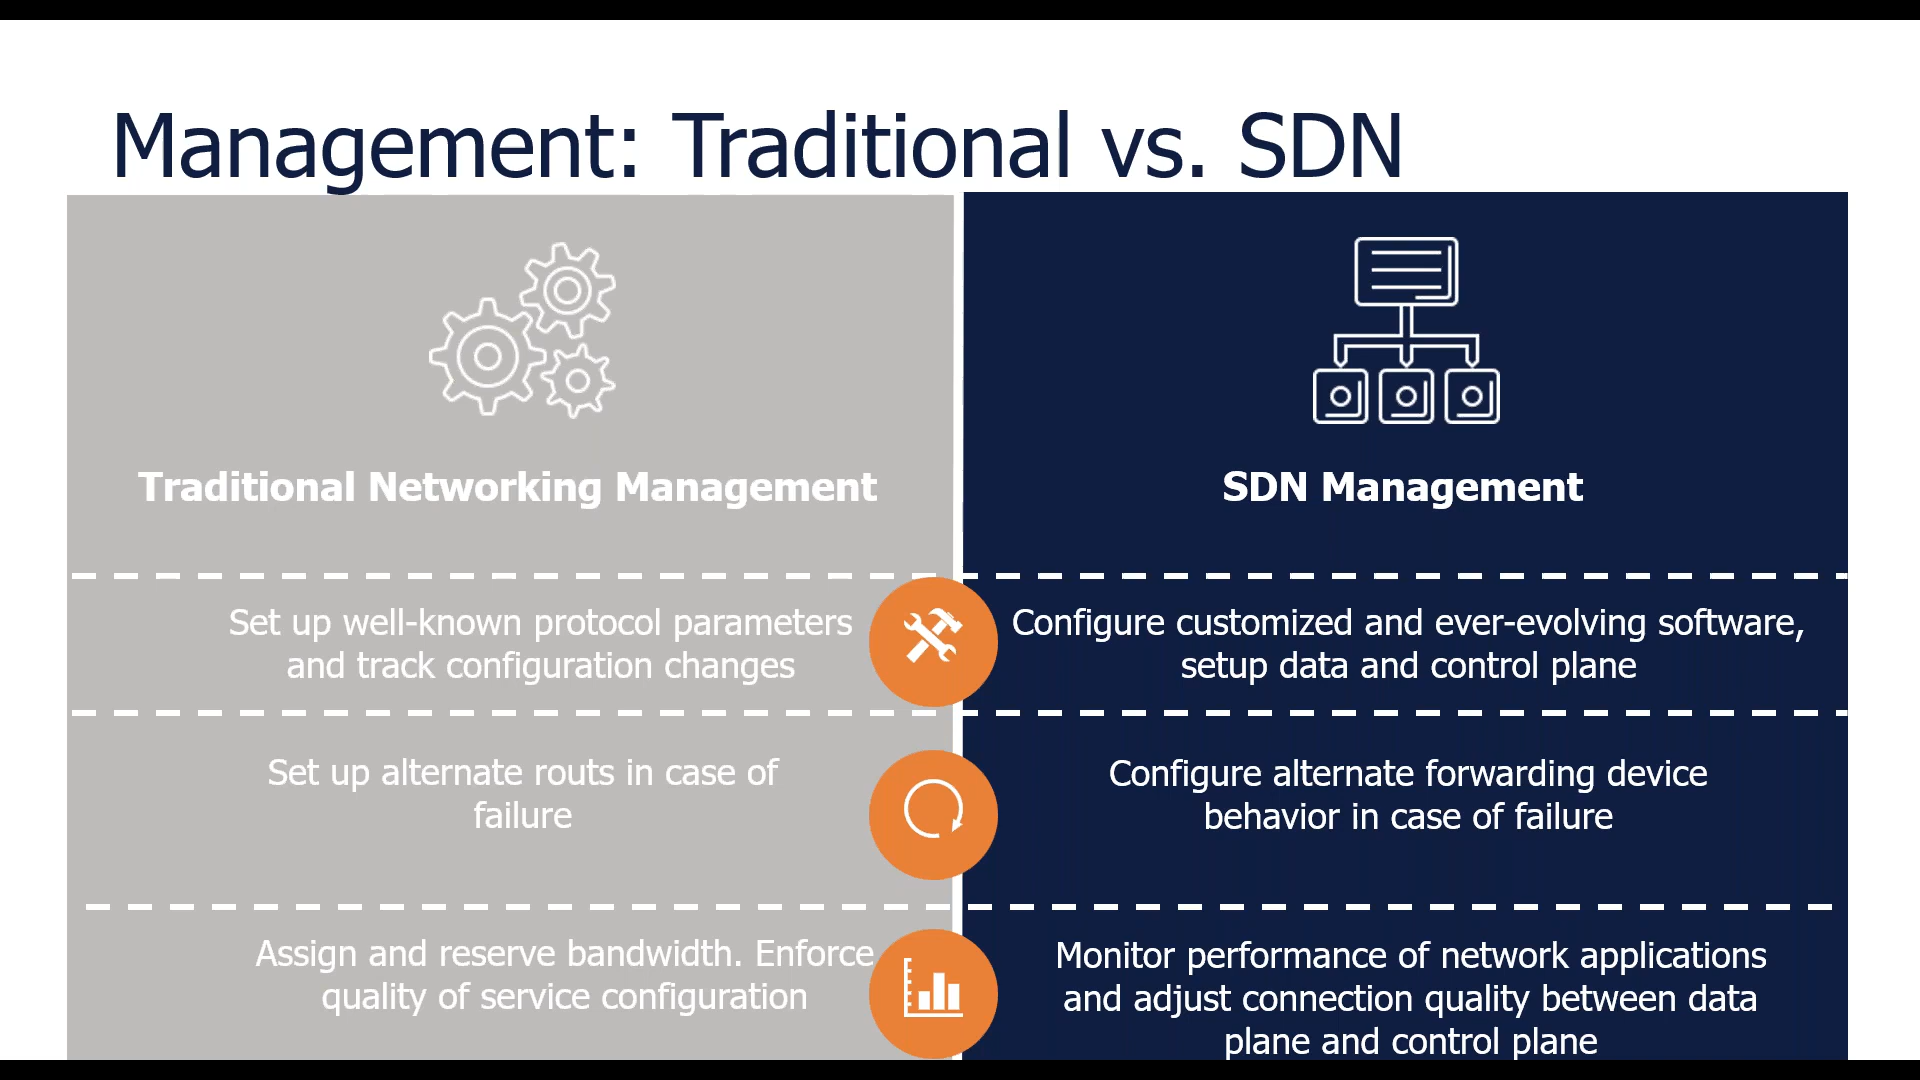 Management: Traditional vs. SDN
Traditional Networking Management
SDN Management
Set up well-known protocol parameters
and track configuration changes
Configure customized and ever-evolving software,
setup data and control plane
Set up alternate routs in case of
failure
Configure alternate forwarding device
behavior in case of failure
Assign and reserve bandwidth. Enforce
quality of service configuration
Monitor performance of network applications
and adjust connection quality between data
plane and control plane